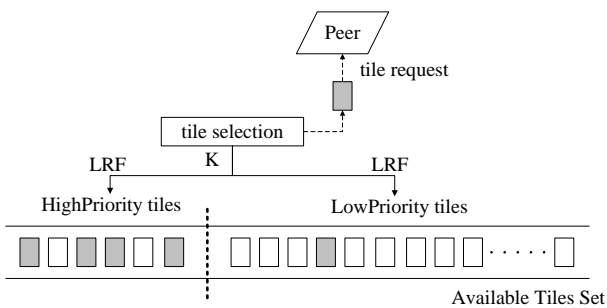 Peer
tile request
tile selection
K
LRF LRF
HighPriority tiles LowPriority tiles
. . . . .
Available Tiles Set